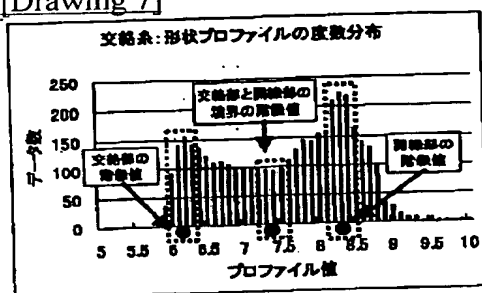 [Drawing 7]
交絡糸:形状プロファイルの度数分布
250
200
150
100
50
0
データ数
交絡部と開繊部の
境界の階級値
交絡部の
階級値
開繊部の
階級値
5 5.5 6 6.5 7 7.5 8 8.5 9 9.5 10
プロファイル値